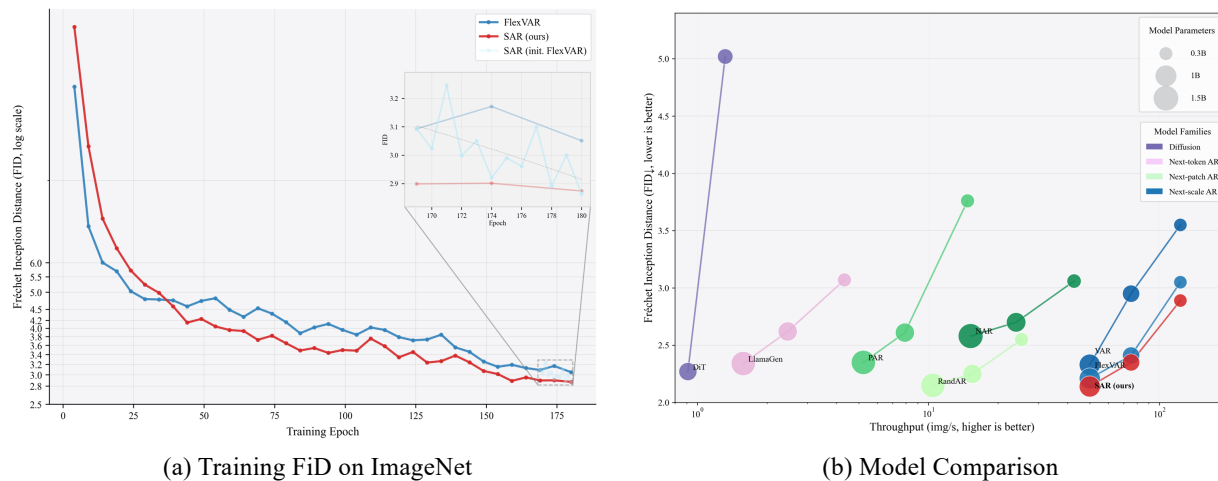 FlexVAR
SAR (ours)
SAR (init. FlexVAR)
3.2
3.1
3.0
2.9
FID
170
172
174
176
178
180
Epoch
Fréchet Inception Distance (FID, log scale)
6.0
5.5
5.0
4.5
4.2
4.0
3.8
3.6
3.4
3.2
3.0
2.8
2.5
0
25
50
75
100
125
150
175
Training Epoch
(a) Training FiD on ImageNet
Fréchet Inception Distance (FID↓, lower is better)
5.0
4.5
4.0
3.5
3.0
2.5
2.0
Model Parameters
0.3B
1B
1.5B
Model Families
Diffusion
Next-token AR
Next-patch AR
Next-scale AR
DiT
LlamaGen
PAR
RandAR
NAR
VAR
FlexVAR
SAR (ours)
10⁰
10¹
10²
Throughput (img/s, higher is better)
(b) Model Comparison